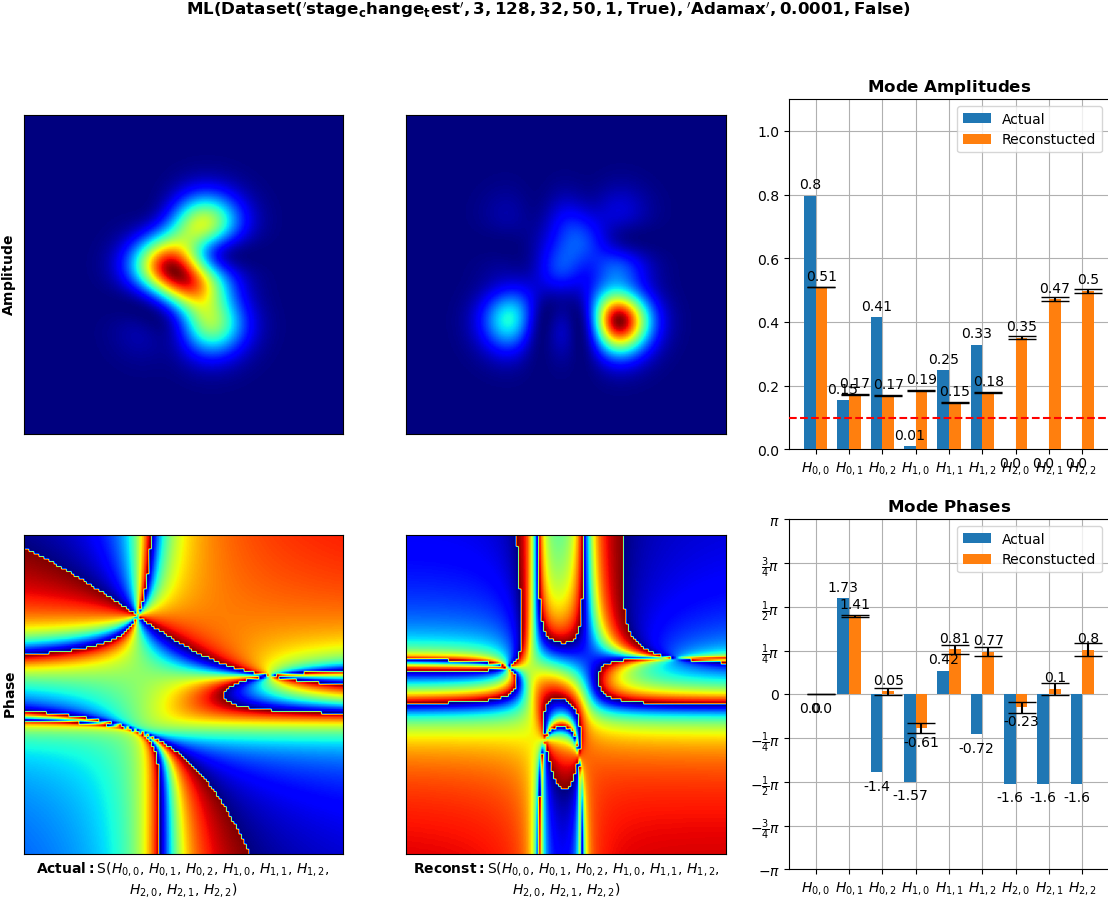 ML(Dataset('stage_change_test', 3, 128, 32, 50, 1, True), 'Adamax', 0.0001, False)
Amplitude
Mode Amplitudes
Actual
Reconstucted
1.0
0.8
0.6
0.4
0.2
0.0
0.8
0.51
0.15
0.17
0.41
0.17
0.01
0.19
0.25
0.15
0.33
0.18
0.0
0.35
0.0
0.47
0.0
0.5
H0,0 H0,1 H0,2 H1,0 H1,1 H1,2 H2,0 H2,1 H2,2
Phase
Actual: S(H0,0, H0,1, H0,2, H1,0, H1,1, H1,2,
H2,0, H2,1, H2,2)
Reconst: S(H0,0, H0,1, H0,2, H1,0, H1,1, H1,2,
H2,0, H2,1, H2,2)
Mode Phases
Actual
Reconstucted
π
3/4π
1/2π
1/4π
0
−1/4π
−1/2π
−3/4π
−π
0.0
0.0
1.73
1.41
-1.4
0.05
-1.57
-0.61
0.42
0.81
-0.72
0.77
-1.6
-0.23
-1.6
0.1
-1.6
0.8
H0,0 H0,1 H0,2 H1,0 H1,1 H1,2 H2,0 H2,1 H2,2